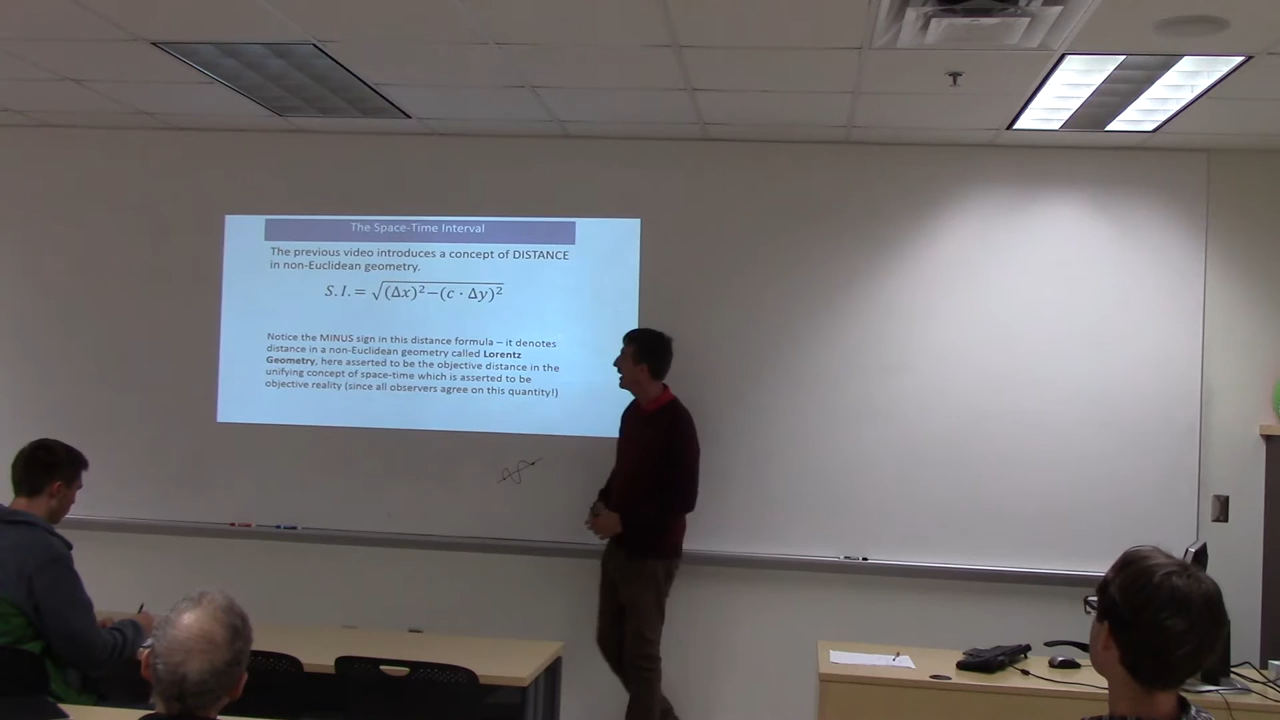 The Space-Time Interval
The previous video introduces a concept of DISTANCE
in non-Euclidean geometry.
S.I. = √(Δx)²−(c · Δy)²
Notice the MINUS sign in this distance formula – it denotes
distance in a non-Euclidean geometry called Lorentz
Geometry, here asserted to be the objective distance in the
unifying concept of space-time which is asserted to be
objective reality (since all observers agree on this quantity!)